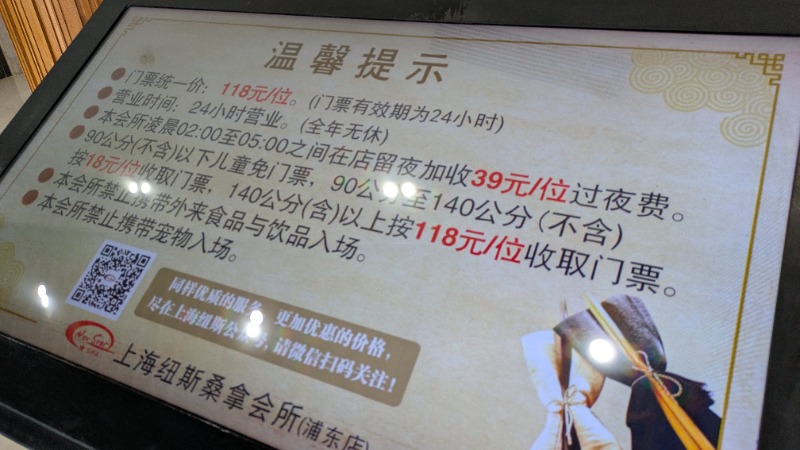 温馨提示
门票统一价：118元/位。(门票有效期为24小时)
营业时间：24小时营业。(全年无休)
本会所凌晨02:00至05:00之间在店留夜加收39元/位过夜费。
90公分(不含)以下儿童免门票，90公分至140公分(不含)
按18元/位收取门票，140公分(含)以上按118元/位收取门票。
本会所禁止携带外来食品与饮品入场。
本会所禁止携带宠物入场。
同样优质的服务，更加优惠的价格，
尽在上海纽斯公众号，请微信扫码关注！
New Star
上海纽斯桑拿会所(浦东店)